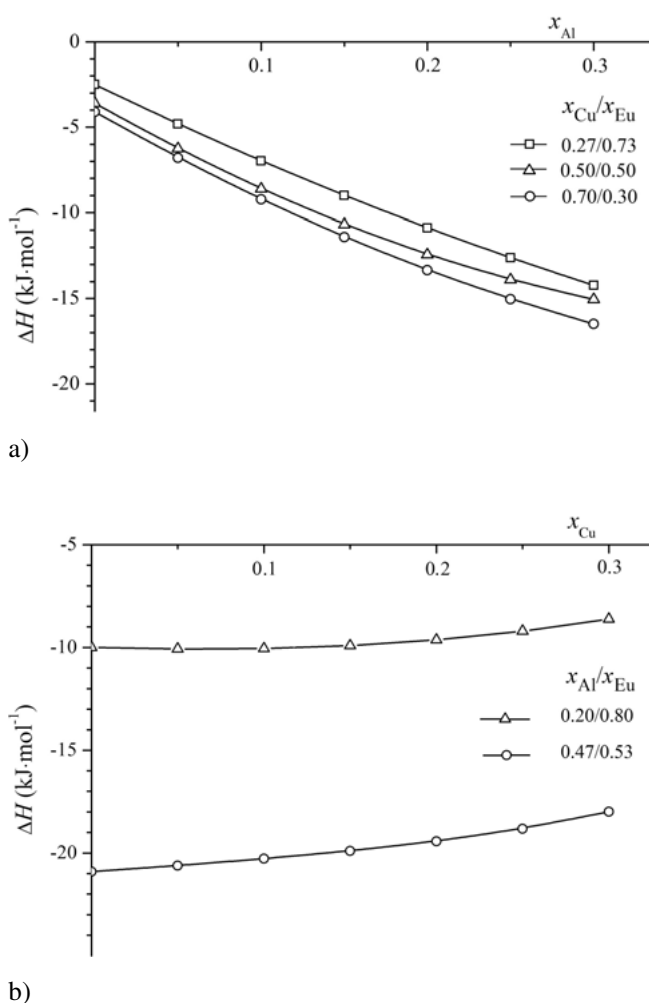 x_Al
0
0.1
0.2
0.3
x_Cu/x_Eu
0.27/0.73
0.50/0.50
0.70/0.30
-5
-10
-15
-20
ΔH (kJ·mol⁻¹)
a)
x_Cu
-5
0.1
0.2
0.3
-10
x_Al/x_Eu
0.20/0.80
0.47/0.53
-15
-20
ΔH (kJ·mol⁻¹)
b)